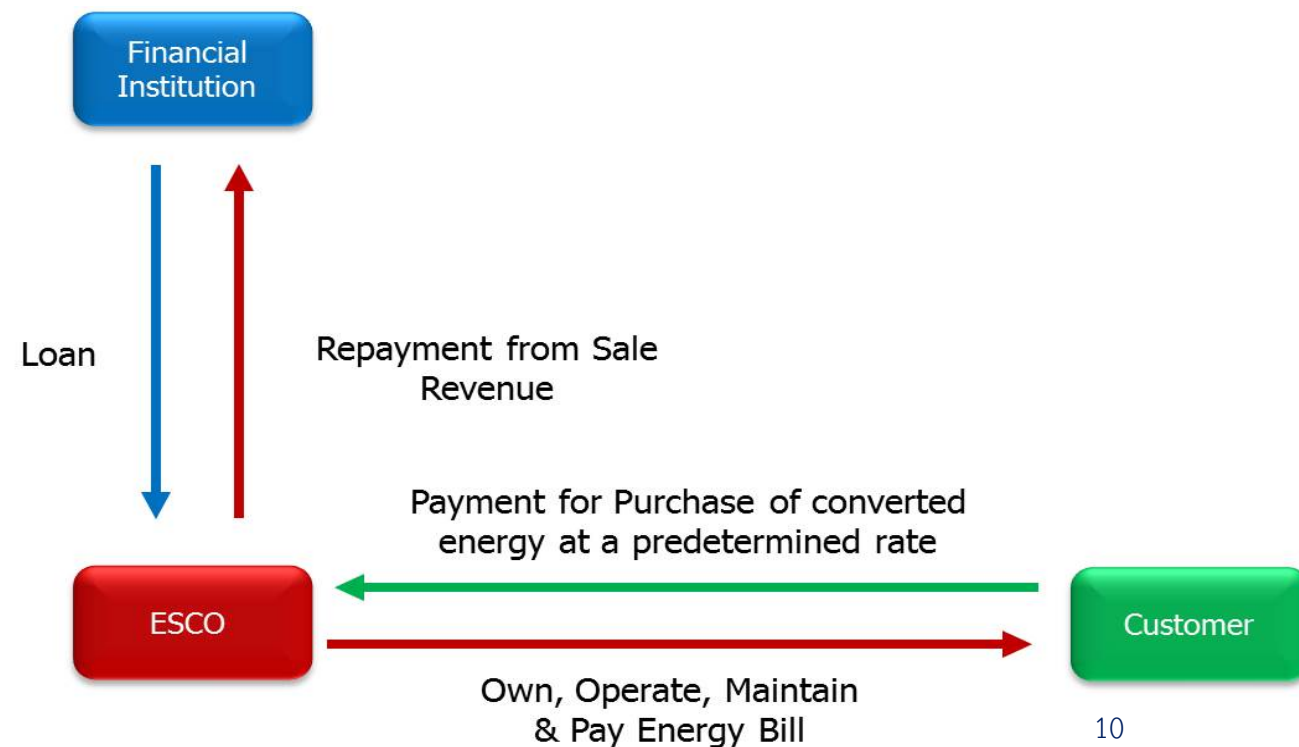 Financial
Institution
Loan
Repayment from Sale
Revenue
Payment for Purchase of converted
energy at a predetermined rate
ESCO
Customer
Own, Operate, Maintain
& Pay Energy Bill
10